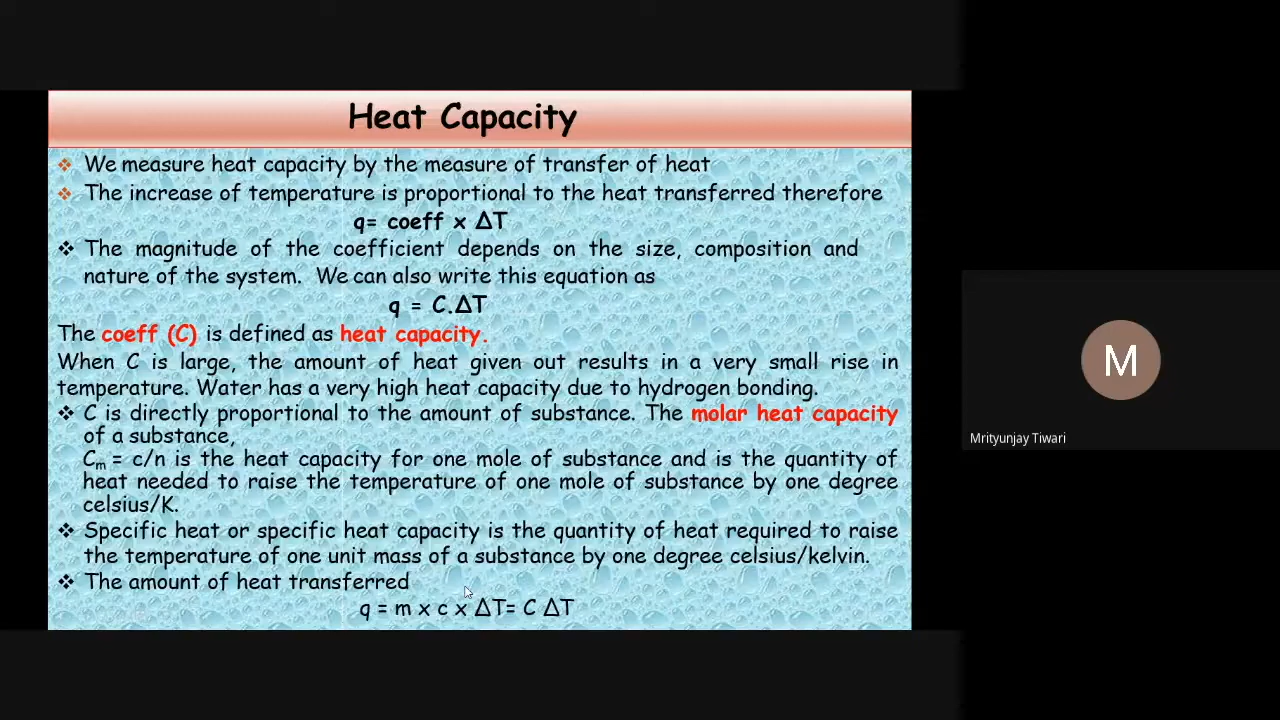 Heat Capacity
❖ We measure heat capacity by the measure of transfer of heat
❖ The increase of temperature is proportional to the heat transferred therefore
q= coeff x ΔT
❖ The magnitude of the coefficient depends on the size, composition and
nature of the system. We can also write this equation as
q = C.ΔT
The coeff (C) is defined as heat capacity.
When C is large, the amount of heat given out results in a very small rise in
temperature. Water has a very high heat capacity due to hydrogen bonding.
❖ C is directly proportional to the amount of substance. The molar heat capacity
of a substance,
Cₘ = c/n is the heat capacity for one mole of substance and is the quantity of
heat needed to raise the temperature of one mole of substance by one degree
celsius/K.
❖ Specific heat or specific heat capacity is the quantity of heat required to raise
the temperature of one unit mass of a substance by one degree celsius/kelvin.
❖ The amount of heat transferred
q = m x c x ΔT= C ΔT
M
Mrityunjay Tiwari